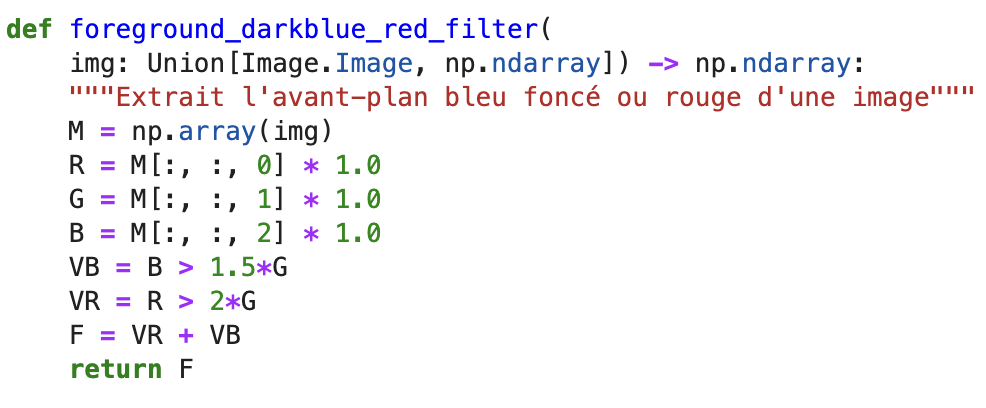 def foreground_darkblue_red_filter(
    img: Union[Image.Image, np.ndarray]) -> np.ndarray:
    """Extrait l'avant-plan bleu foncé ou rouge d'une image"""
    M = np.array(img)
    R = M[:, :, 0] * 1.0
    G = M[:, :, 1] * 1.0
    B = M[:, :, 2] * 1.0
    VB = B > 1.5*G
    VR = R > 2*G
    F = VR + VB
    return F